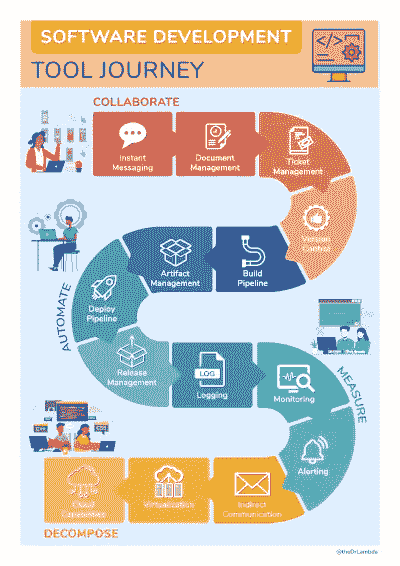 SOFTWARE DEVELOPMENT
TOOL JOURNEY
COLLABORATE
Instant
Messaging
Document
Management
Ticket
Management
Version
Control
Build
Pipeline
Artifact
Management
Deploy
Pipeline
AUTOMATE
Release
Management
LOG
Logging
Monitoring
MEASURE
Alerting
Indirect
Communication
Virtualization
Cloud
Capabilities
DECOMPOSE
@theDrLambda